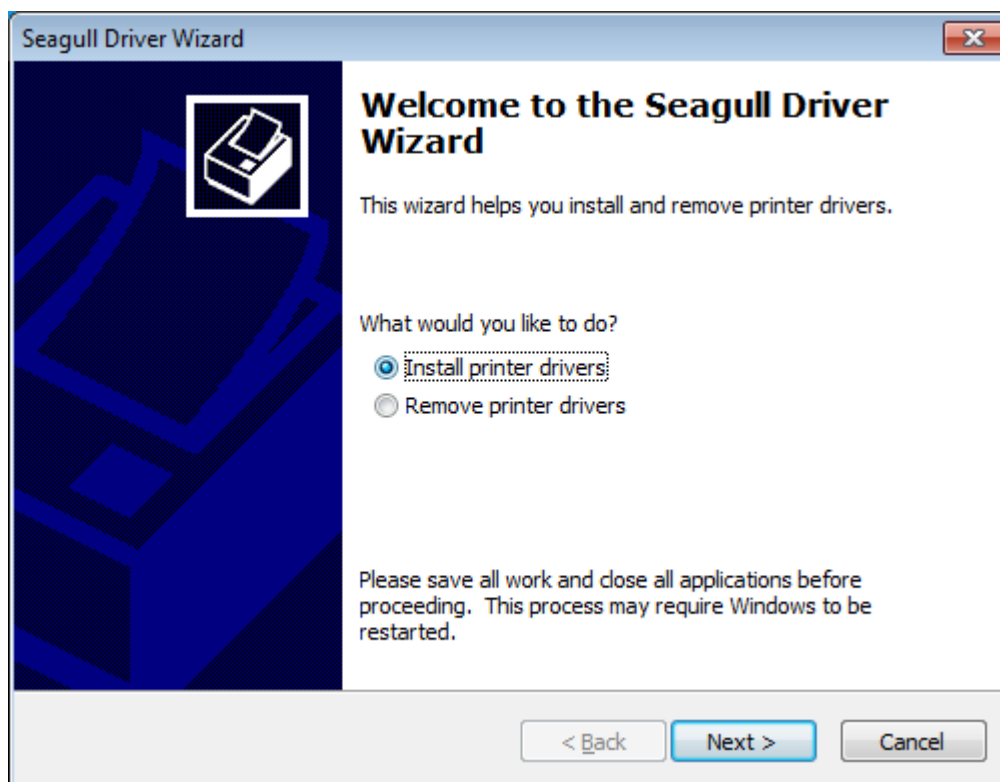 Seagull Driver Wizard
Welcome to the Seagull Driver
Wizard
This wizard helps you install and remove printer drivers.
What would you like to do?
Install printer drivers
Remove printer drivers
Please save all work and close all applications before
proceeding.  This process may require Windows to be
restarted.
< Back
Next >
Cancel